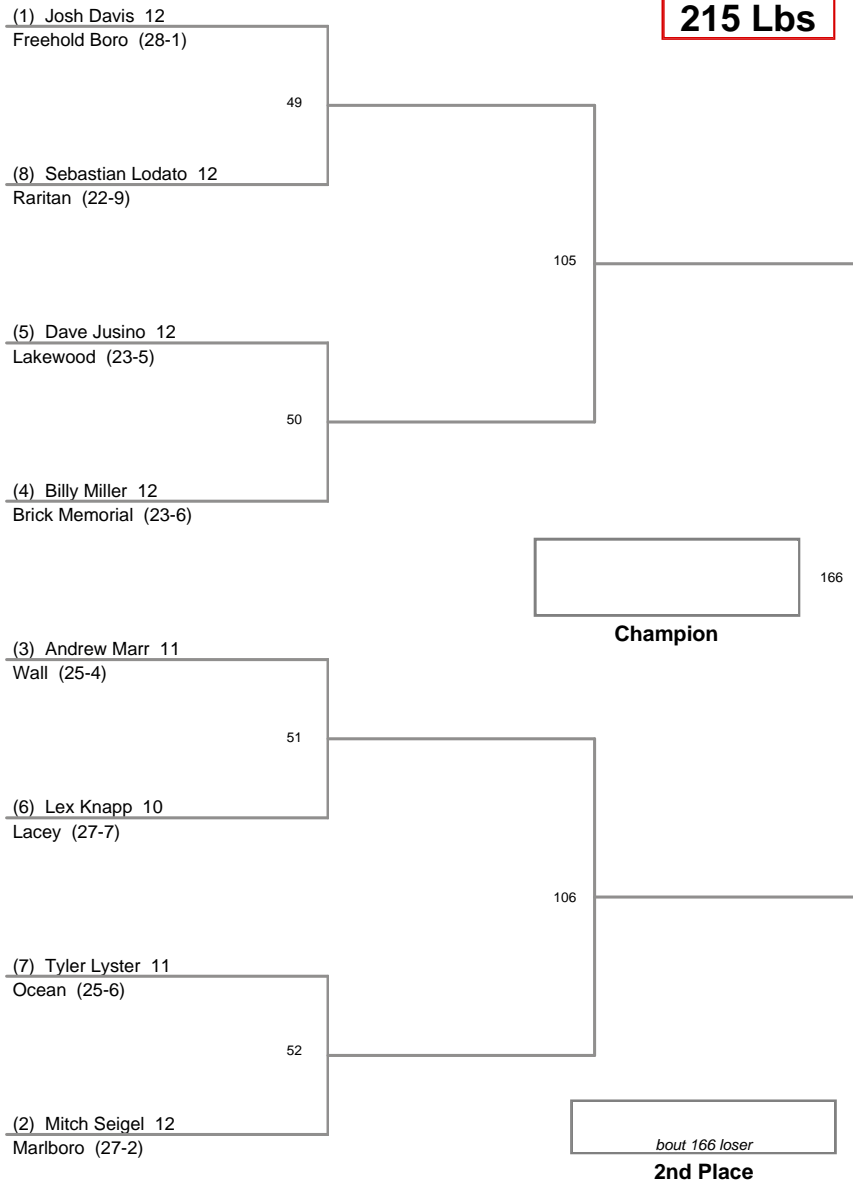 215 Lbs
(1) Josh Davis 12
Freehold Boro (28-1)
49
(8) Sebastian Lodato 12
Raritan (22-9)
105
(5) Dave Jusino 12
Lakewood (23-5)
50
(4) Billy Miller 12
Brick Memorial (23-6)
166
Champion
(3) Andrew Marr 11
Wall (25-4)
51
(6) Lex Knapp 10
Lacey (27-7)
106
(7) Tyler Lyster 11
Ocean (25-6)
52
(2) Mitch Seigel 12
Marlboro (27-2)
bout 166 loser
2nd Place